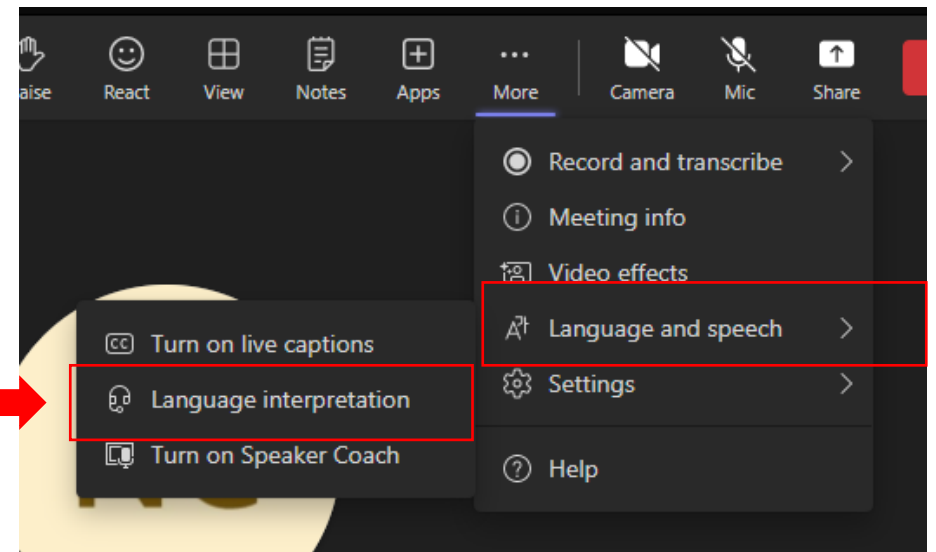 aise React View Notes Apps More Camera Mic Share
Record and transcribe
Meeting info
Video effects
Language and speech
Settings
Help
CC Turn on live captions
Language interpretation
Turn on Speaker Coach